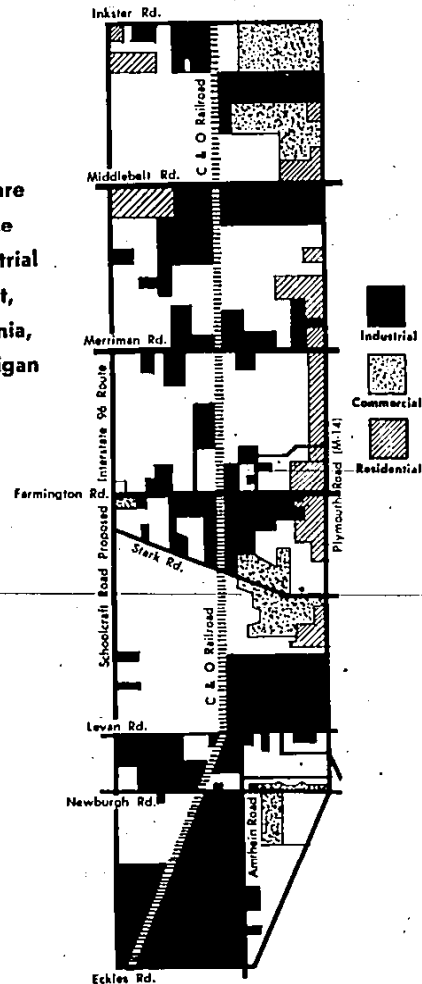 Inkster Rd.
C & O Railroad
Middlebelt Rd.
are
trial
t,
nia,
igan
Industrial
Merriman Rd.
Commercial
Residential
Schoolcraft Road Proposed Interstate 96 Route
Plymouth Road (M-14)
Farmington Rd.
Stark Rd.
C & O Railroad
Levan Rd.
Newburgh Rd.
Amrhein Road
Eckles Rd.